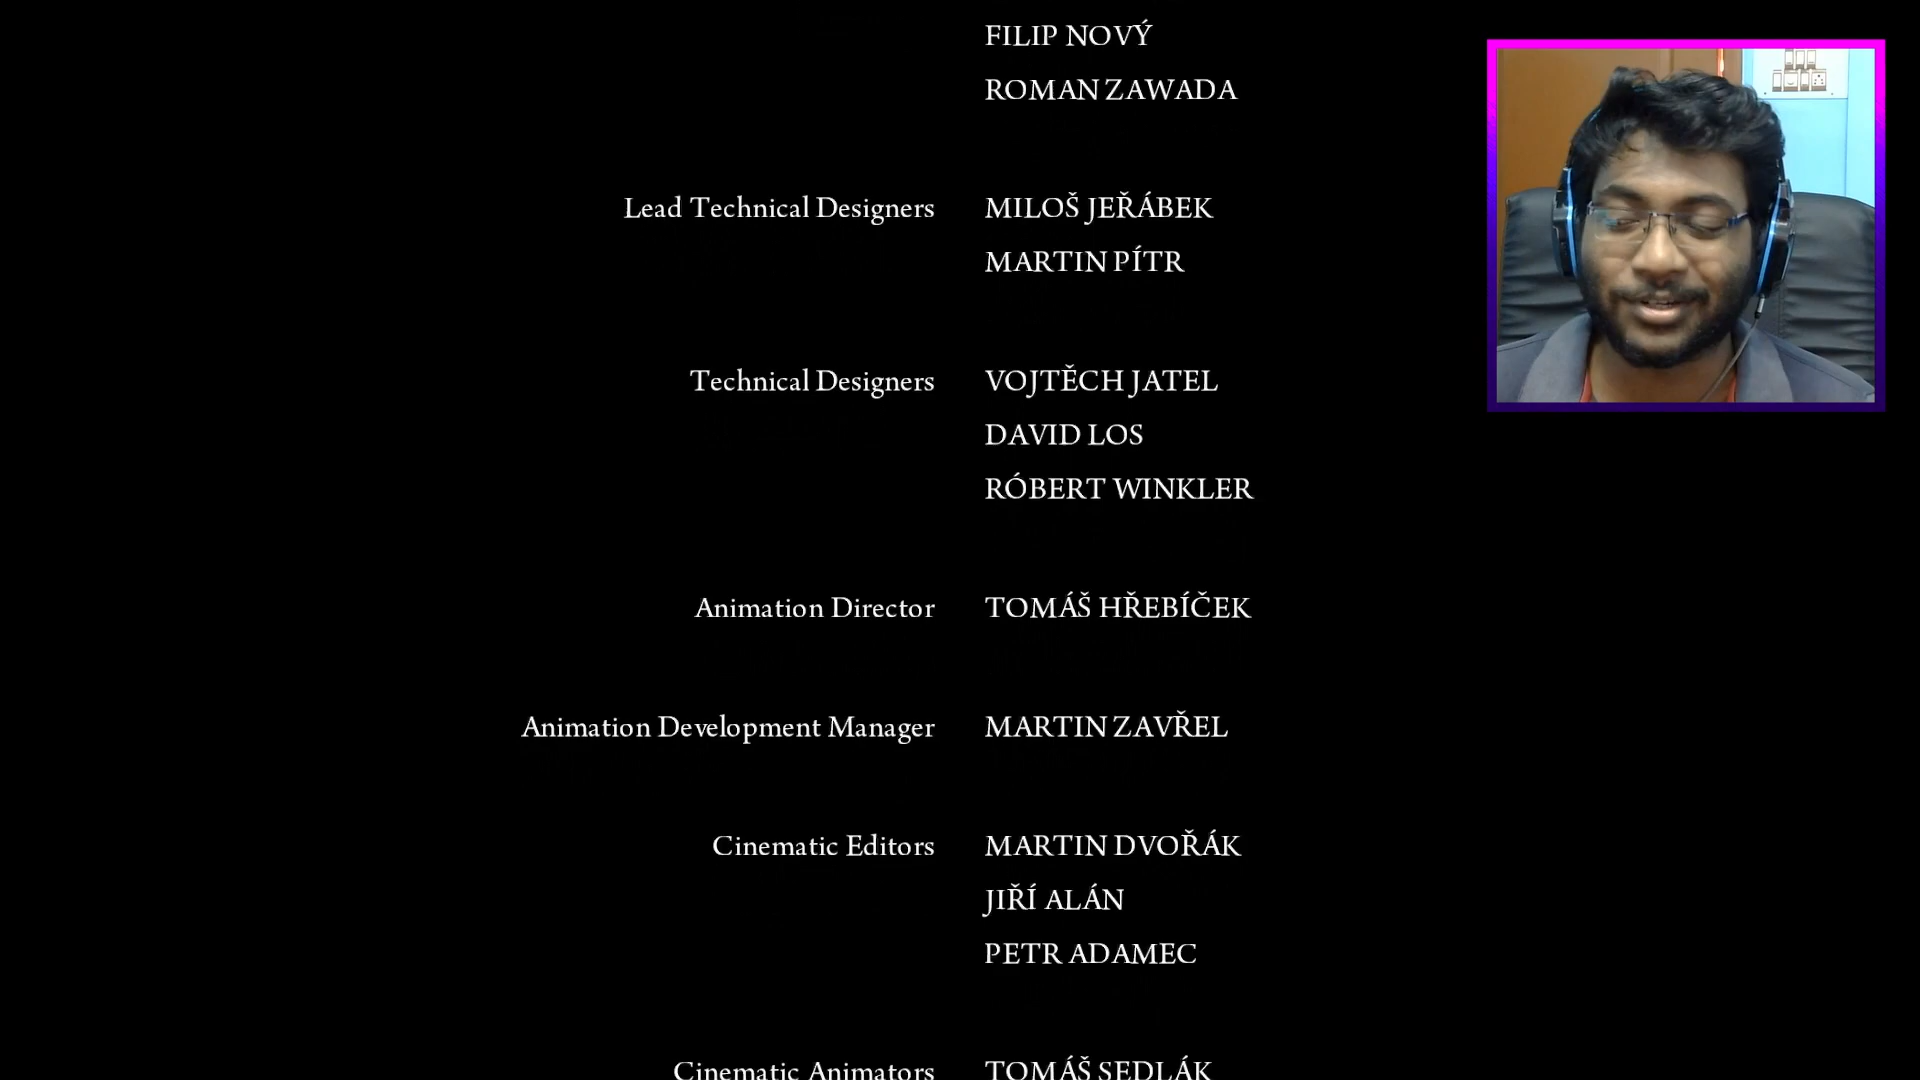 FILIP NOVÝ
ROMAN ZAWADA
Lead Technical Designers MILOŠ JEŘÁBEK
MARTIN PÍTR
Technical Designers VOJTĚCH JATEL
DAVID LOS
RÓBERT WINKLER
Animation Director TOMÁŠ HŘEBÍČEK
Animation Development Manager MARTIN ZAVŘEL
Cinematic Editors MARTIN DVOŘÁK
JIŘÍ ALÁN
PETR ADAMEC
Cinematic Animators TOMÁŠ SEDLÁK